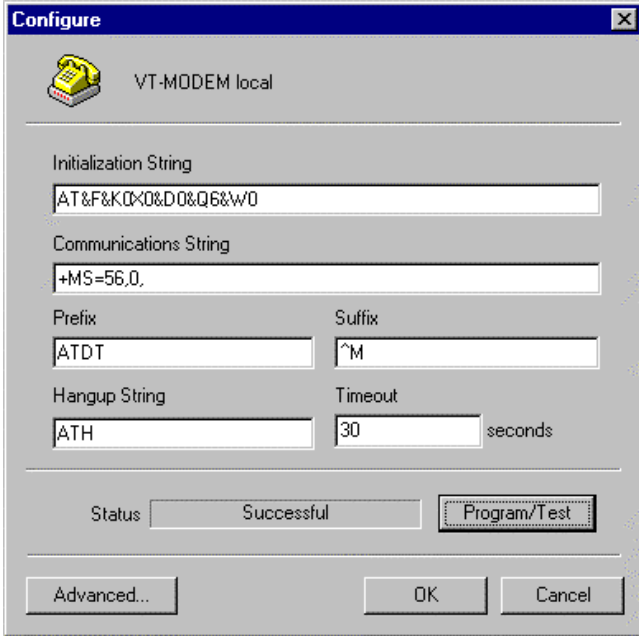 Configure
VT-MODEM local
Initialization String
AT&F&K0X0&D0&Q6&W0
Communications String
+MS=56,0,
Prefix Suffix
ATDT ^M
Hangup String Timeout
ATH 30 seconds
Status Successful Program/Test
Advanced... OK Cancel